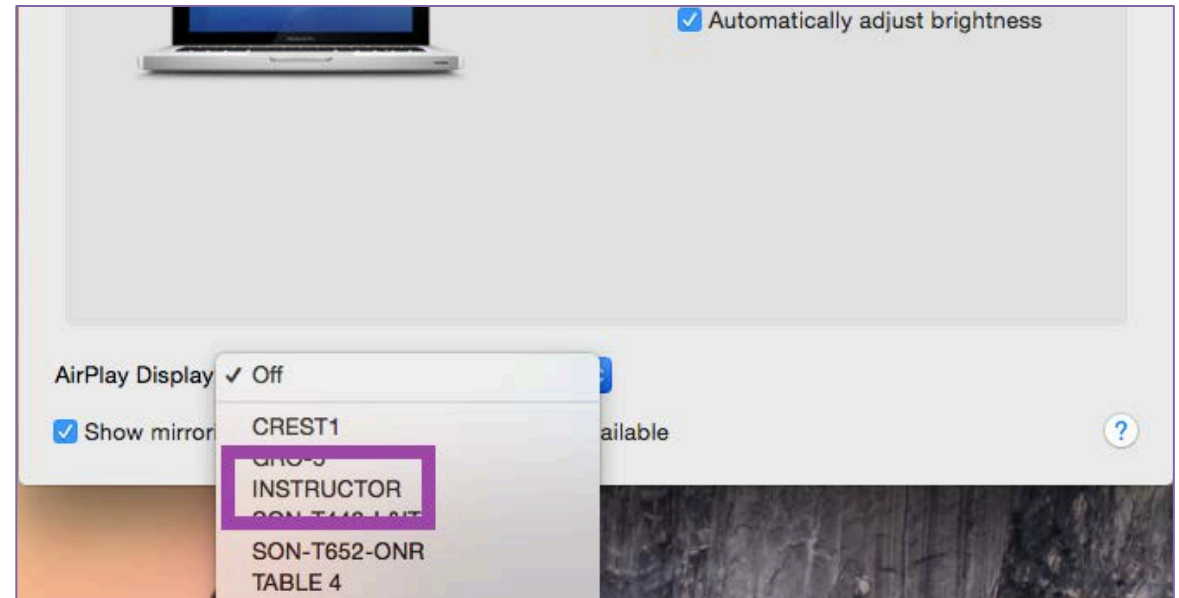 Automatically adjust brightness
AirPlay Display
✓ Off
Show mirror
ailable
?
CREST1
INSTRUCTOR
SON-T652-ONR
TABLE 4